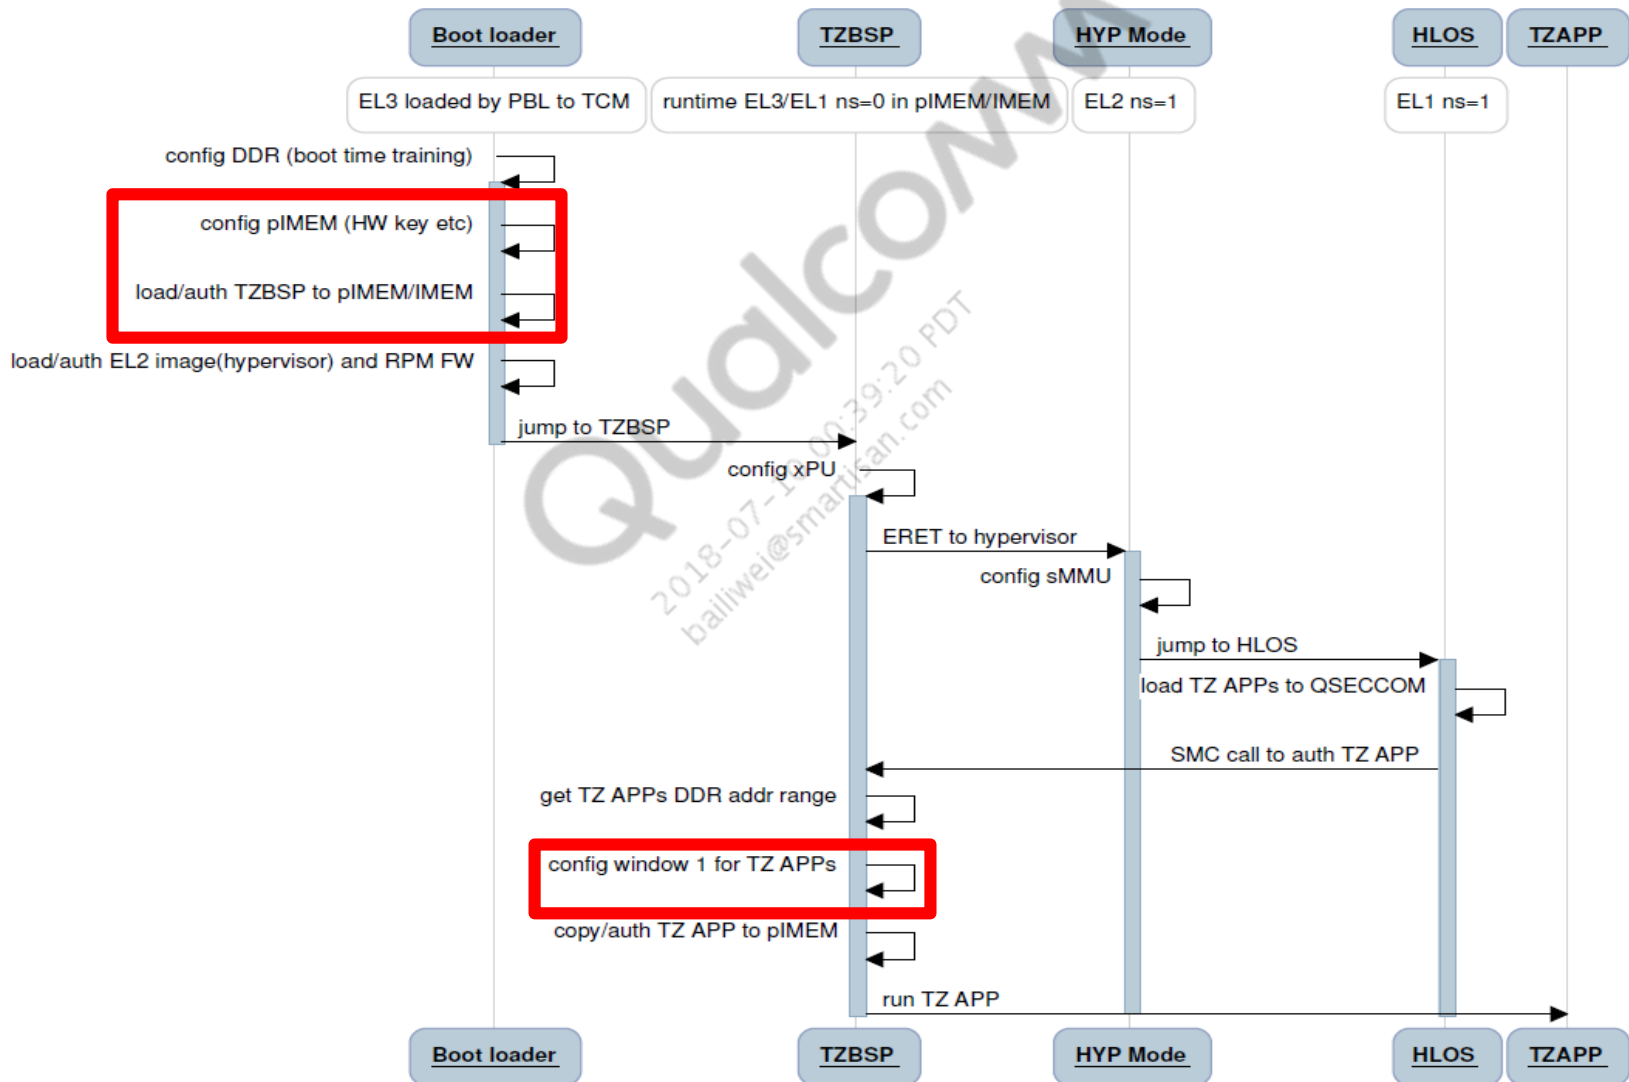 Boot loader
TZBSP
HYP Mode
HLOS
TZAPP
EL3 loaded by PBL to TCM
runtime EL3/EL1 ns=0 in pIMEM/IMEM
EL2 ns=1
EL1 ns=1
config DDR (boot time training)
config pIMEM (HW key etc)
load/auth TZBSP to pIMEM/IMEM
load/auth EL2 image(hypervisor) and RPM FW
jump to TZBSP
config xPU
ERET to hypervisor
config sMMU
jump to HLOS
load TZ APPs to QSECCOM
SMC call to auth TZ APP
get TZ APPs DDR addr range
config window 1 for TZ APPs
copy/auth TZ APP to pIMEM
run TZ APP
Boot loader
TZBSP
HYP Mode
HLOS
TZAPP
Qualcomm
2018-07-10 00:39:20 PDT
bailiwei@smartisan.com